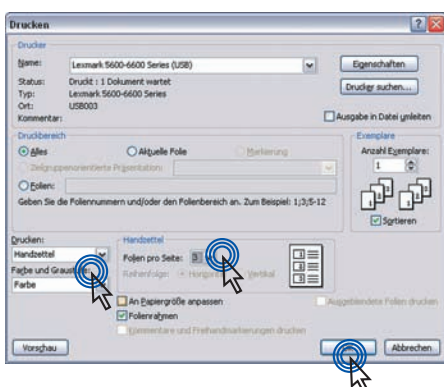 Drucken
Drucker
Name:
Lexmark 5600-6600 Series (USB)
Eigenschaften
Status:
Druckt : 1 Dokument wartet
Typ:
Lexmark 5600-6600 Series
Drucker suchen...
Ort:
USB003
Kommentar:
Ausgabe in Datei umleiten
Druckbereich
Alles
Aktuelle Folie
Markierung
Zielgruppenorientierte Präsentation:
Folien:
Geben Sie die Foliennummern und/oder den Folienbereich an. Zum Beispiel: 1;3;5-12
Exemplare
Anzahl Exemplare:
1
Sortieren
Drucken:
Handzettel
Farbe und Graustufe:
Farbe
Handzettel
Folien pro Seite: 3
Reihenfolge:
Vertikal
An Papiergröße anpassen
Folienrahmen
Kommentare und Freihandmarkierungen drucken
Ausgeblendete Folien drucken
Vorschau
Abbrechen